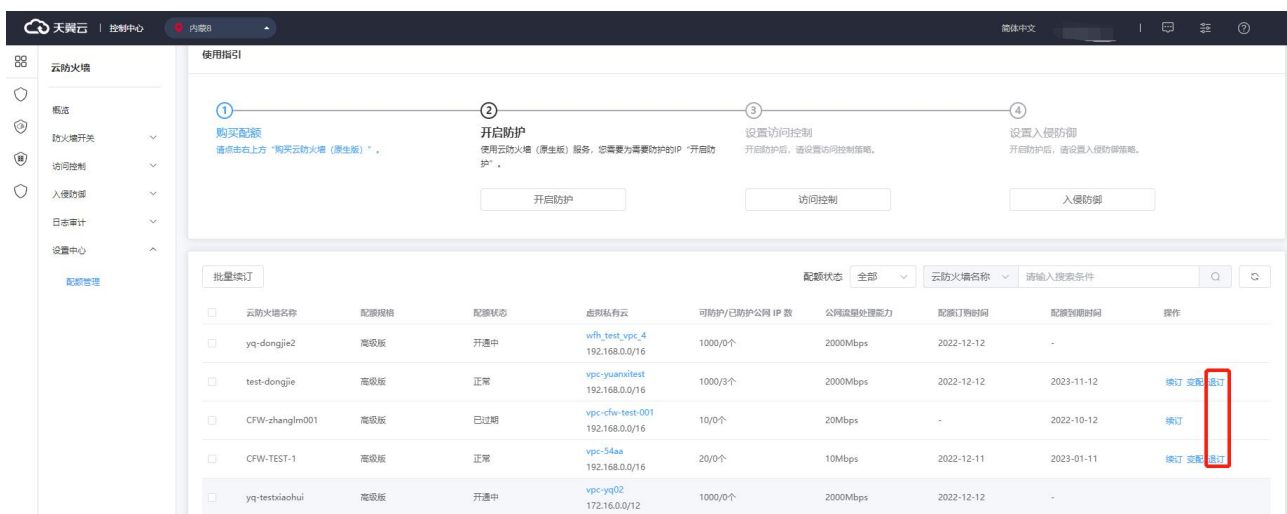 天翼云 | 控制中心 内蒙8 简体中文
云防火墙
概览
防火墙开关
访问控制
入侵防御
日志审计
设置中心
配额管理
使用指引
1 2 3 4
购买配额 开启防护 设置访问控制 设置入侵防御
请点击右上方“购买云防火墙（原生版）”。 使用云防火墙（原生版）服务，您需要为需要防护的IP“开启防护”。 开启防护后，请设置访问控制策略。 开启防护后，请设置入侵防御策略。
开启防护 访问控制 入侵防御
批量续订 配额状态 全部 云防火墙名称 请输入搜索条件
云防火墙名称 配额规格 配额状态 虚拟私有云 可防护/已防护公网 IP 数 公网流量处理能力 配额订购时间 配额到期时间 操作
yq-dongjie2 高级版 开通中 wfh_test_vpc_4 1000/0个 2000Mbps 2022-12-12 -
192.168.0.0/16
test-dongjie 高级版 正常 vpc-yuanxitest 1000/3个 2000Mbps 2022-12-12 2023-11-12 续订 变配 退订
192.168.0.0/16
CFW-zhanglm001 高级版 已过期 vpc-cfw-test-001 10/0个 20Mbps - 2022-10-12 续订
192.168.0.0/16
CFW-TEST-1 高级版 正常 vpc-54aa 20/0个 10Mbps 2022-12-11 2023-01-11 续订 变配 退订
192.168.0.0/16
yq-testxiaohui 高级版 开通中 vpc-yq02 1000/0个 2000Mbps 2022-12-12 -
172.16.0.0/12